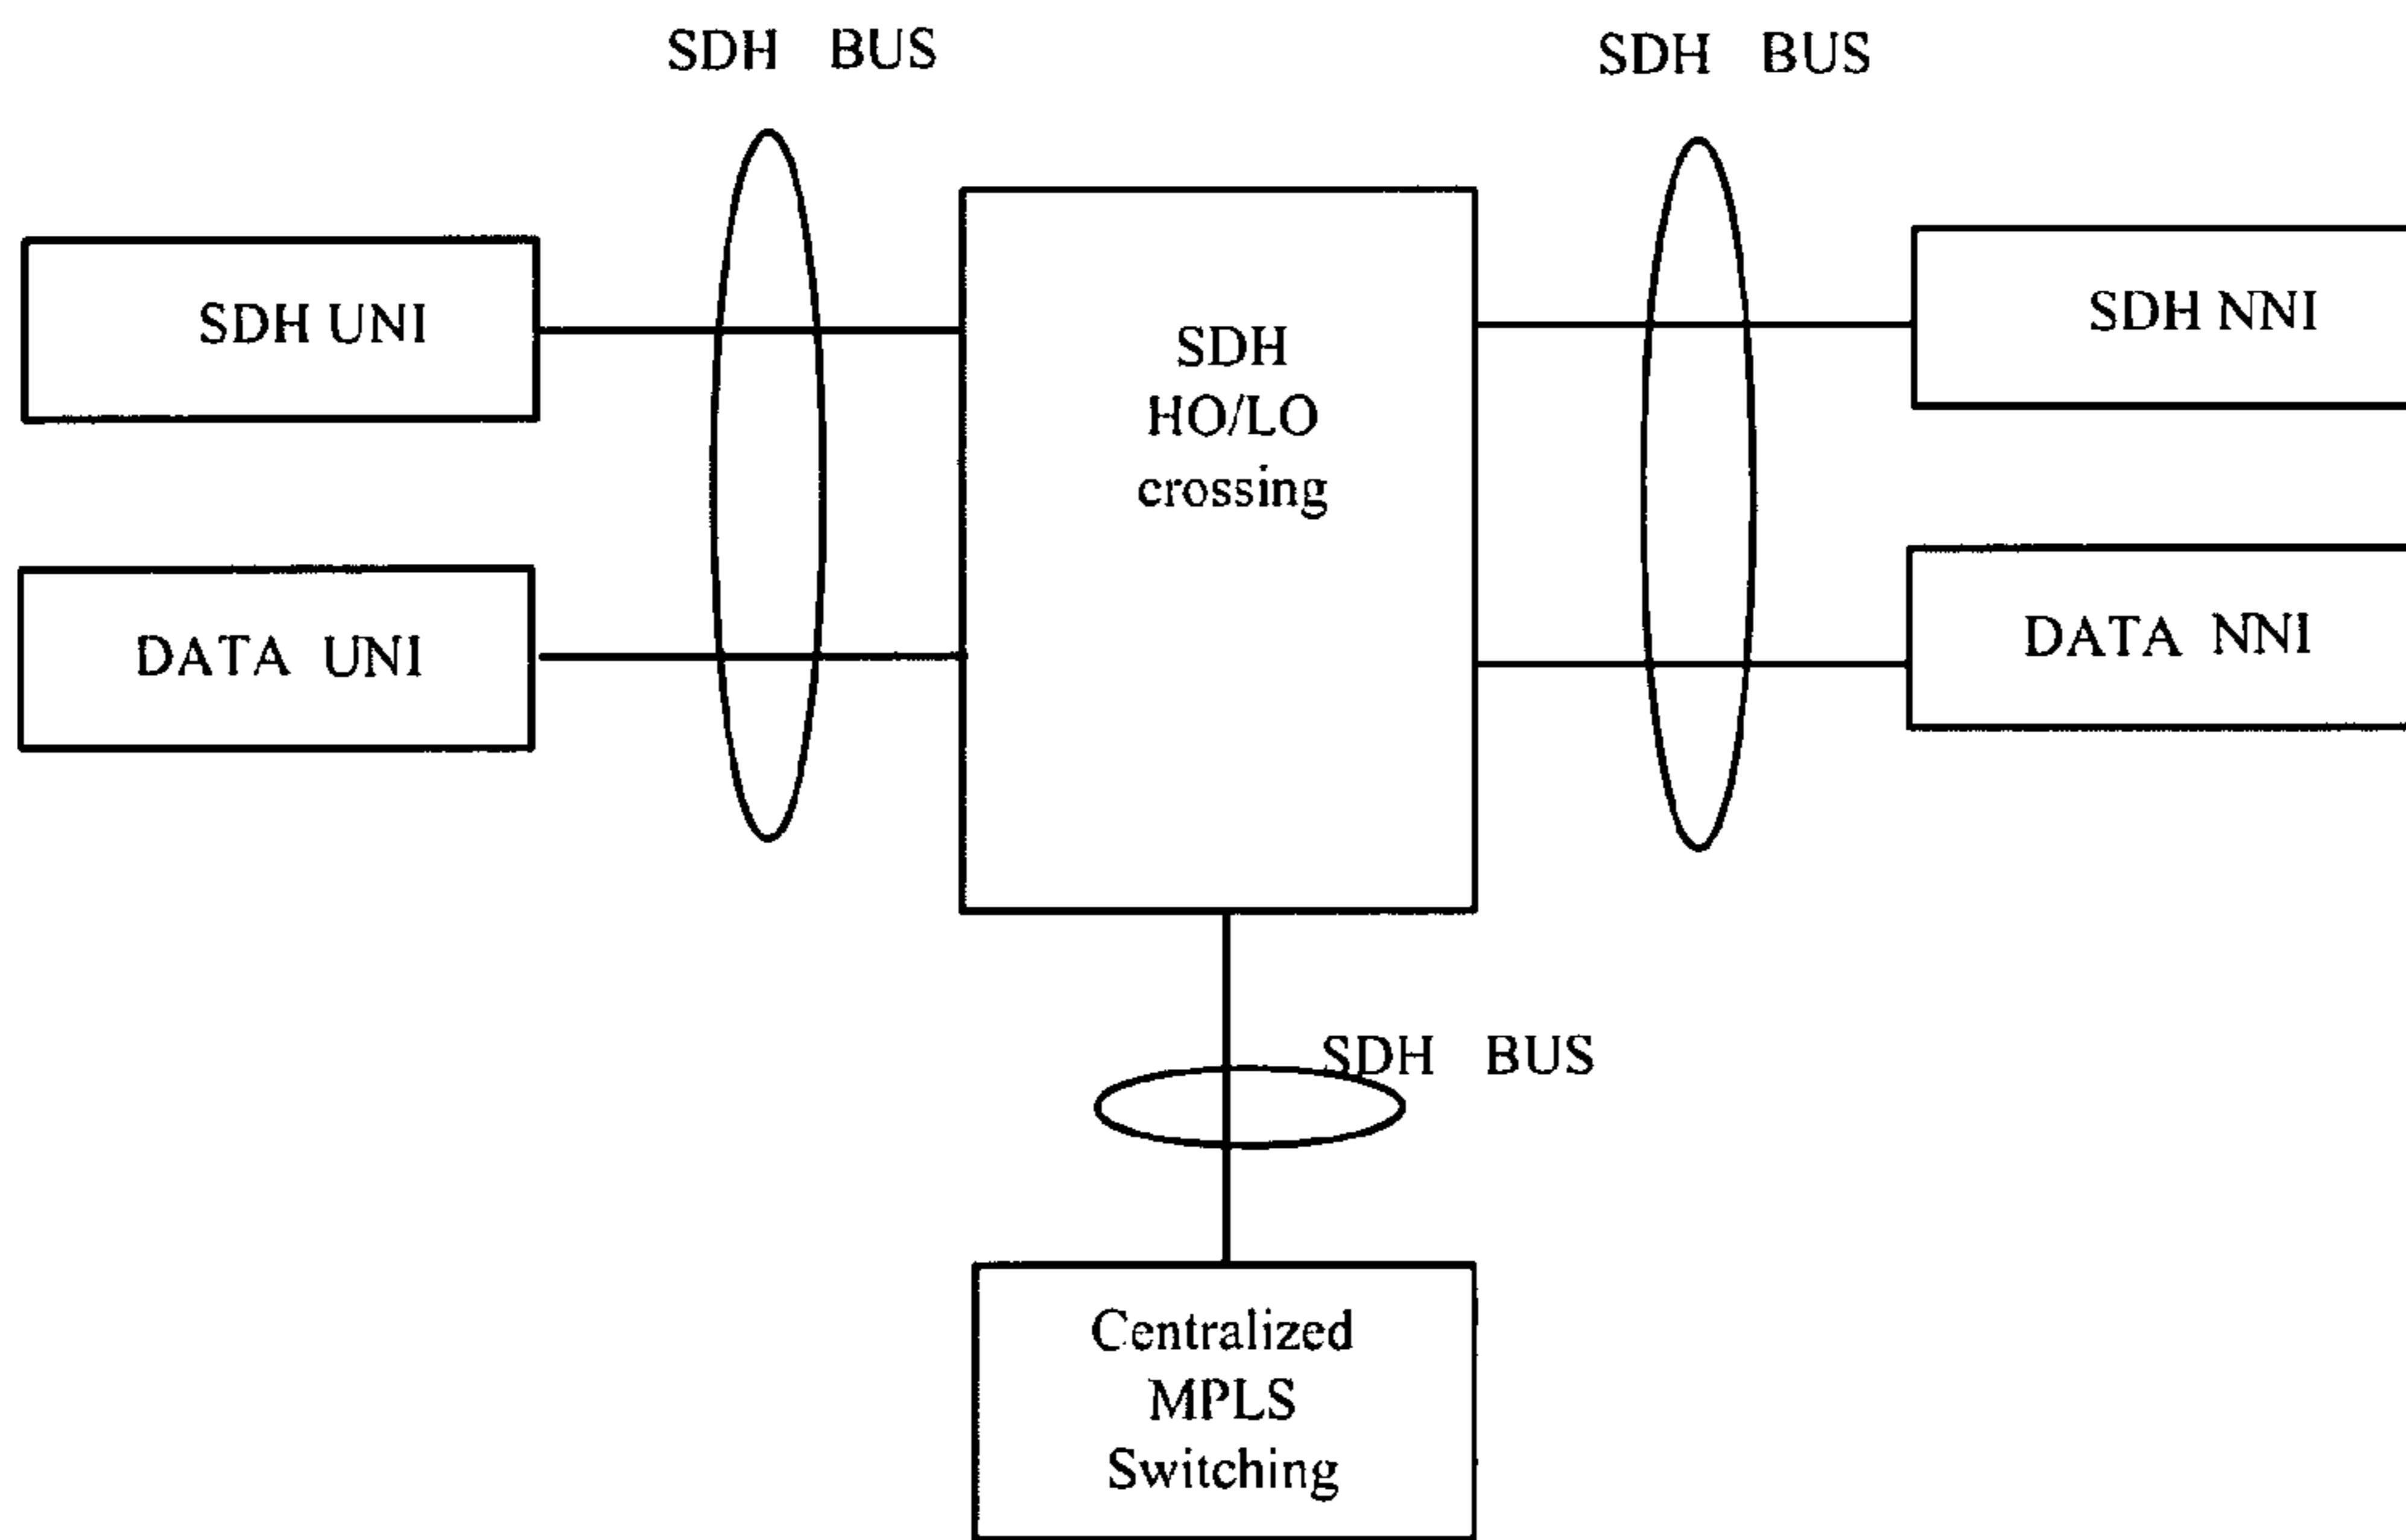 SDH BUS
SDH BUS
SDH UNI
SDH
HO/LO
crossing
SDH NNI
DATA UNI
DATA NNI
SDH BUS
Centralized
MPLS
Switching